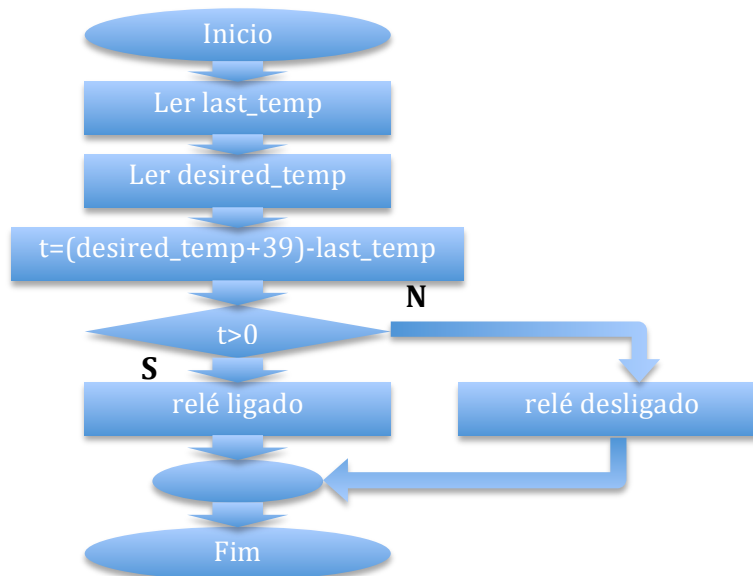 Inicio
Ler last_temp
Ler desired_temp
t=(desired_temp+39)-last_temp
N
t>0
S
relé ligado
relé desligado
Fim